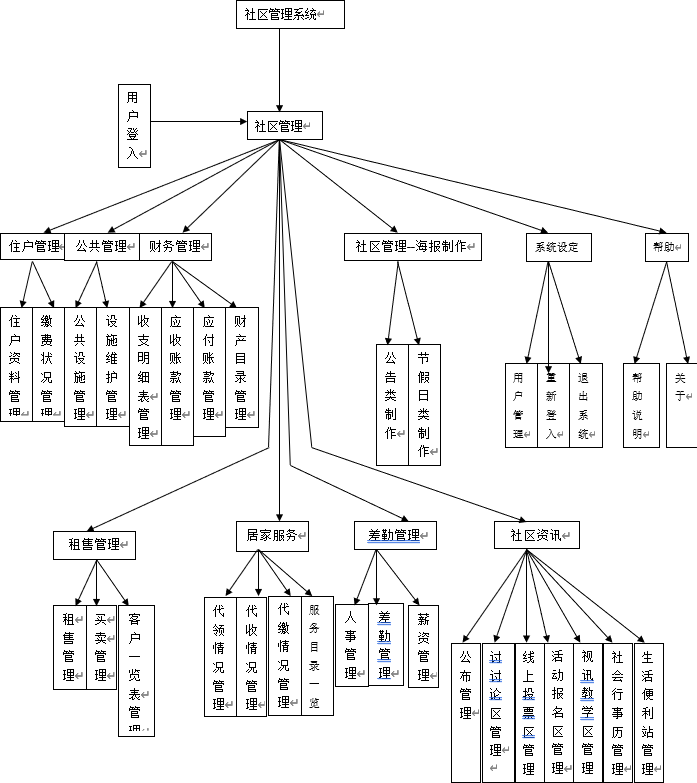 社区管理系统
用户登入
社区管理
住户管理
公共管理
财务管理
社区管理--海报制作
系统设定
帮助
住户资料管理
缴费状况管理
公共设施管理
设施维护管理
收支明细表管理
应收账款管理
应付账款管理
财产目录管理
公告类制作
节假日类制作
用户管理
重新登入
退出系统
帮助说明
关于
租售管理
居家服务
差勤管理
社区资讯
租售管理
买卖管理
客户一览表管理
代领情况管理
代收情况管理
代缴情况管理
服务目录一览
人事管理
差勤管理
薪资管理
公布管理
讨讨论区管理
线上投票区管理
活动报名区管理
视讯教学区管理
社会行事历管理
生活便利站管理